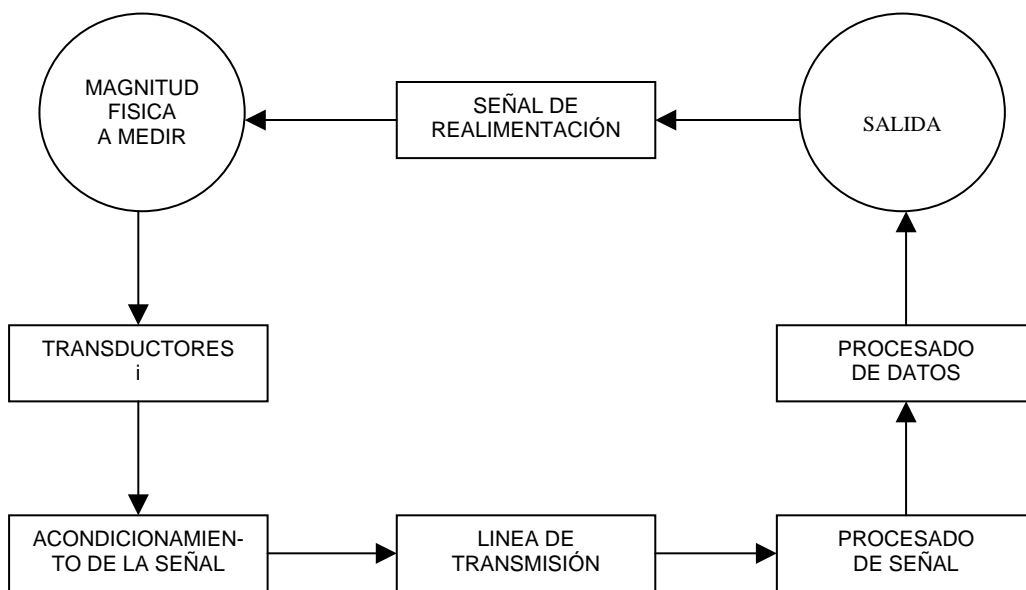 MAGNITUD
FISICA
A MEDIR
SEÑAL DE
REALIMENTACIÓN
SALIDA
TRANSDUCTORES
i
PROCESADO
DE DATOS
ACONDICIONAMIEN-
TO DE LA SEÑAL
LINEA DE
TRANSMISIÓN
PROCESADO
DE SEÑAL